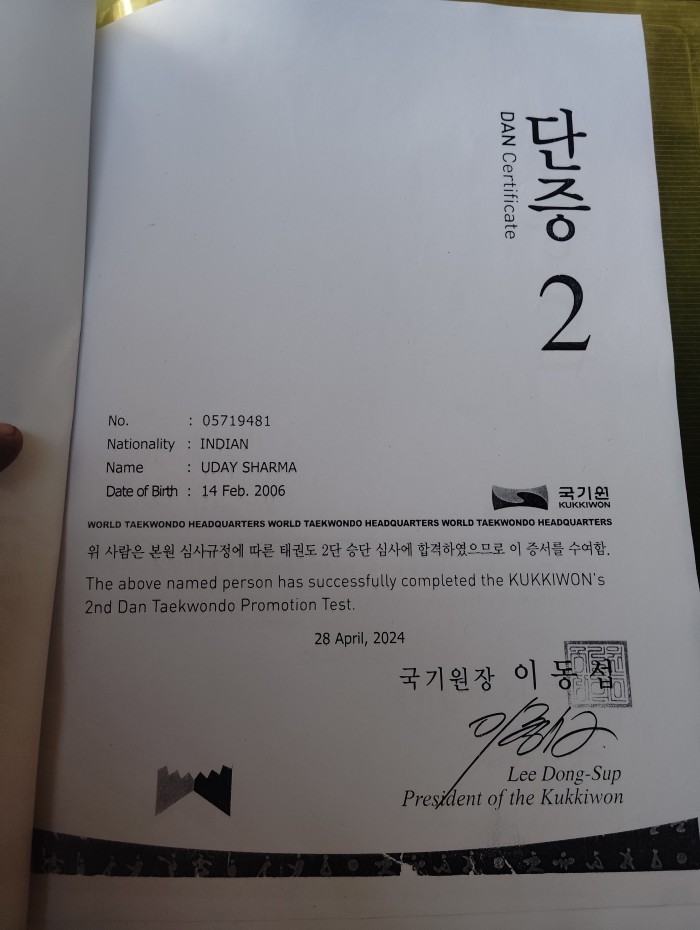 단증
DAN Certificate
2
No. : 05719481
Nationality : INDIAN
Name : UDAY SHARMA
Date of Birth : 14 Feb. 2006
국기원
KUKKIWON
WORLD TAEKWONDO HEADQUARTERS WORLD TAEKWONDO HEADQUARTERS WORLD TAEKWONDO HEADQUARTERS
위 사람은 본원 심사규정에 따른 태권도 2단 승단 심사에 합격하였으므로 이 증서를 수여함.
The above named person has successfully completed the KUKKIWON's
2nd Dan Taekwondo Promotion Test.
28 April, 2024
국기원장 이동섭
Lee Dong-Sup
President of the Kukkiwon